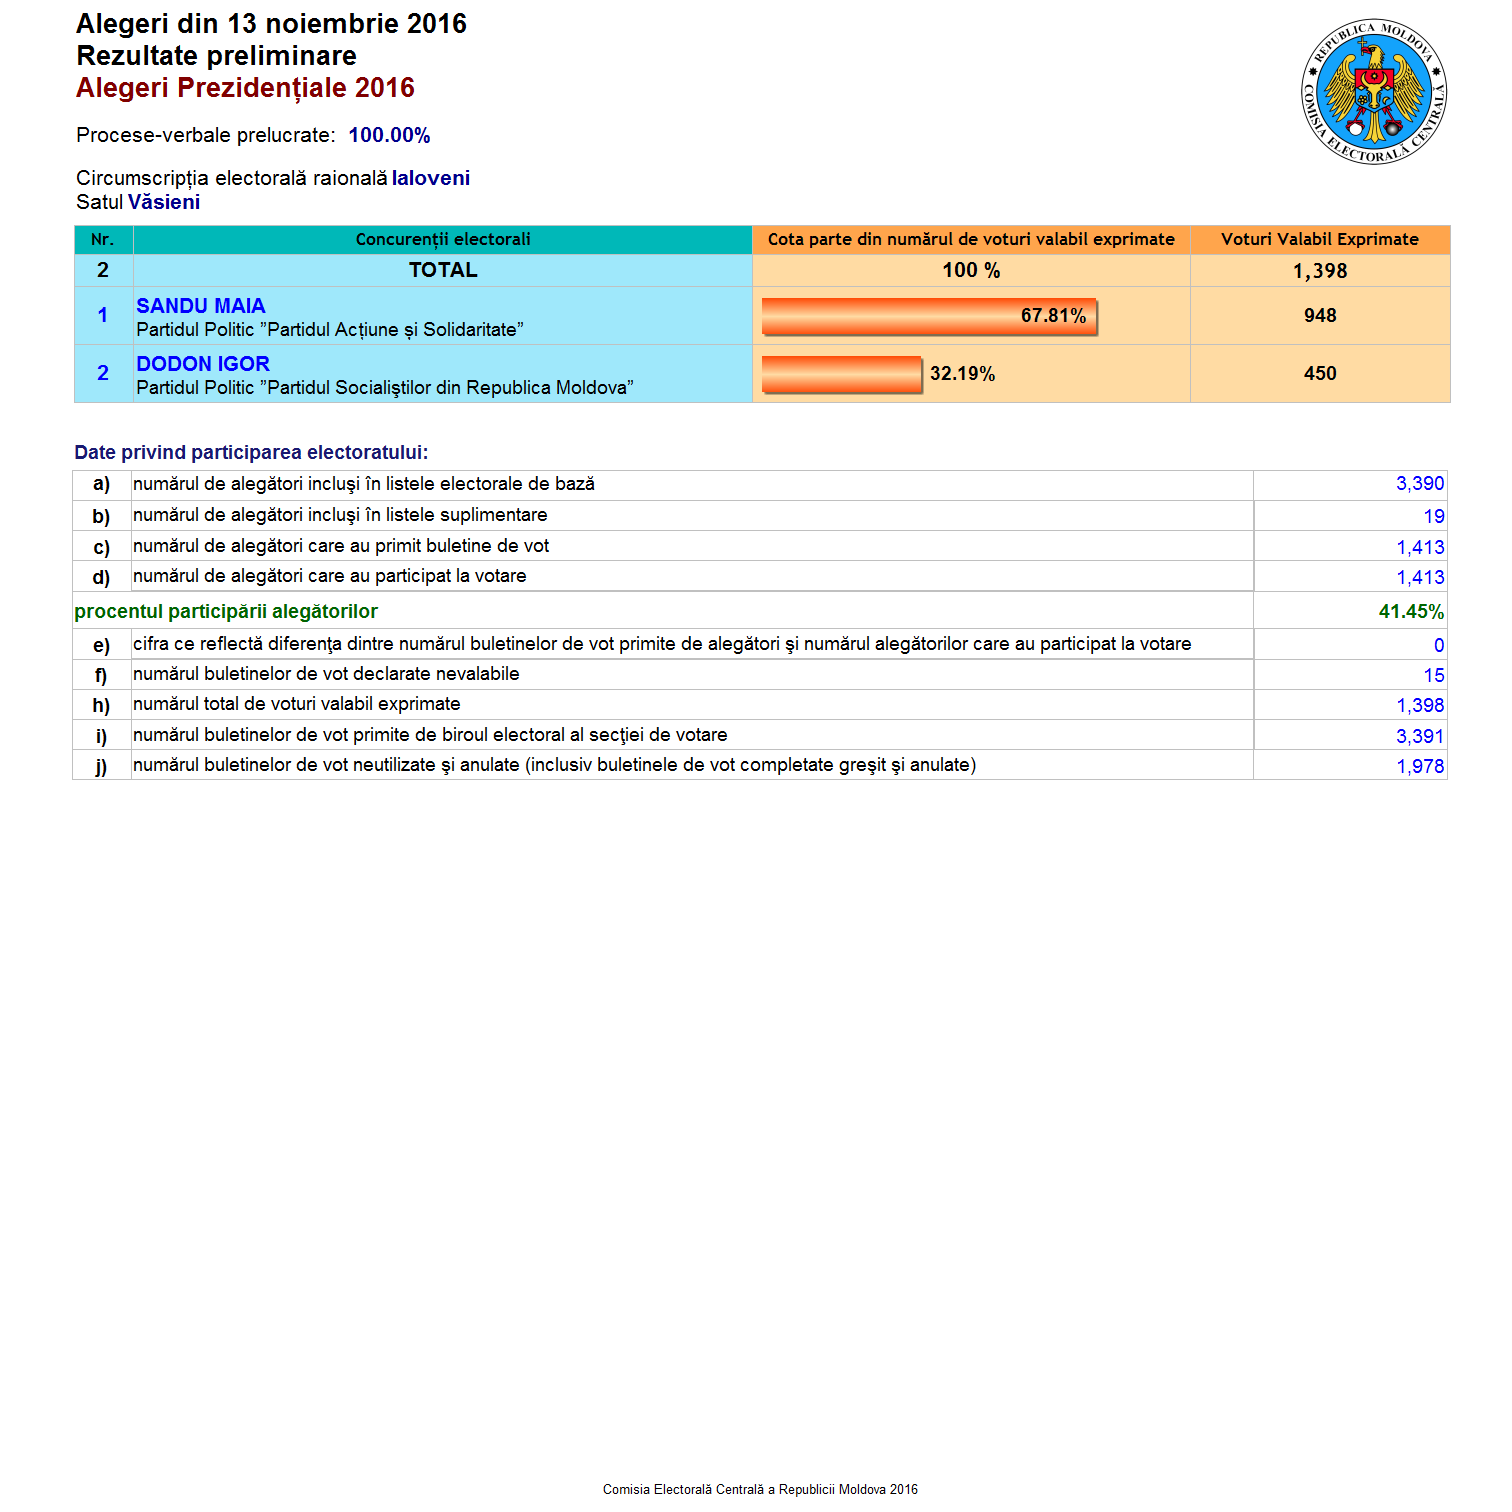 Alegeri din 13 noiembrie 2016
Rezultate preliminare
Alegeri Prezidențiale 2016
REPUBLICA MOLDOVA
COMISIA ELECTORALĂ CENTRALĂ
Procese-verbale prelucrate: 100.00%
Circumscripția electorală raională Ialoveni
Satul Văsieni
Nr. Concurenții electorali Cota parte din numărul de voturi valabil exprimate Voturi Valabil Exprimate
2 TOTAL 100 % 1,398
1 SANDU MAIA 67.81% 948
Partidul Politic ”Partidul Acțiune și Solidaritate”
2 DODON IGOR 32.19% 450
Partidul Politic ”Partidul Socialiştilor din Republica Moldova”
Date privind participarea electoratului:
a) numărul de alegători incluşi în listele electorale de bază 3,390
b) numărul de alegători incluşi în listele suplimentare 19
c) numărul de alegători care au primit buletine de vot 1,413
d) numărul de alegători care au participat la votare 1,413
procentul participării alegătorilor 41.45%
e) cifra ce reflectă diferenţa dintre numărul buletinelor de vot primite de alegători şi numărul alegătorilor care au participat la votare 0
f) numărul buletinelor de vot declarate nevalabile 15
h) numărul total de voturi valabil exprimate 1,398
i) numărul buletinelor de vot primite de biroul electoral al secţiei de votare 3,391
j) numărul buletinelor de vot neutilizate şi anulate (inclusiv buletinele de vot completate greşit şi anulate) 1,978
Comisia Electorală Centrală a Republicii Moldova 2016